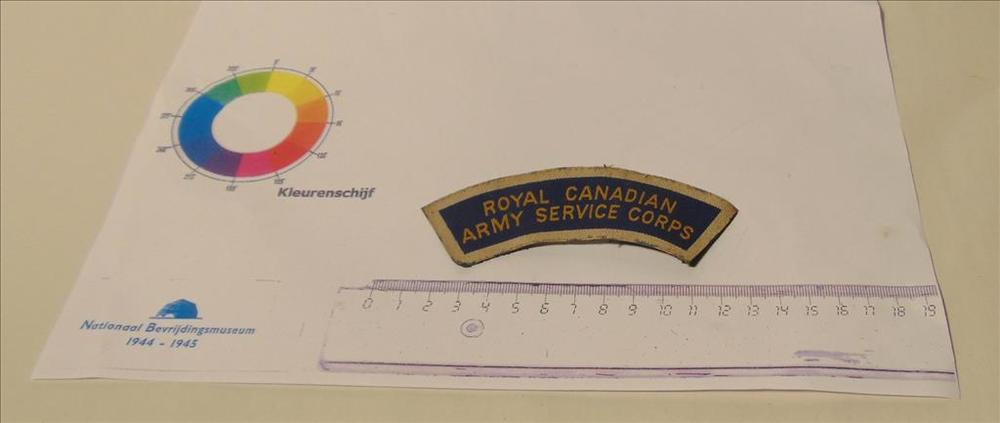 Kleurenschijf
ROYAL CANADIAN
ARMY SERVICE CORPS
0 1 2 3 4 5 6 7 8 9 10 11 12 13 14 15 16 17 18 19
Nationaal Bevrijdingsmuseum
1944 - 1945